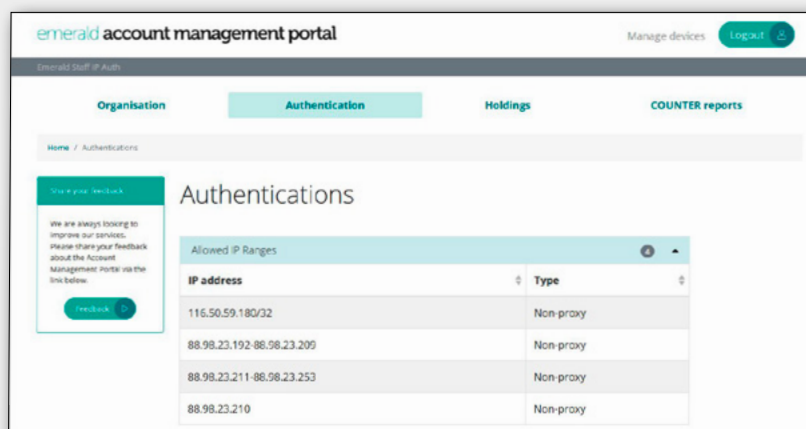 emerald account management portal
Manage devices
Logout
Emerald Staff IP Auth
Organisation
Authentication
Holdings
COUNTER reports
Home / Authentications
Share your feedback
We are always looking to
improve our services.
Please share your feedback
about the Account
Management Portal via the
link below.
Feedback
Authentications
Allowed IP Ranges
4
IP address
Type
116.50.59.180/32
Non-proxy
88.98.23.192-88.98.23.209
Non-proxy
88.98.23.211-88.98.23.253
Non-proxy
88.98.23.210
Non-proxy